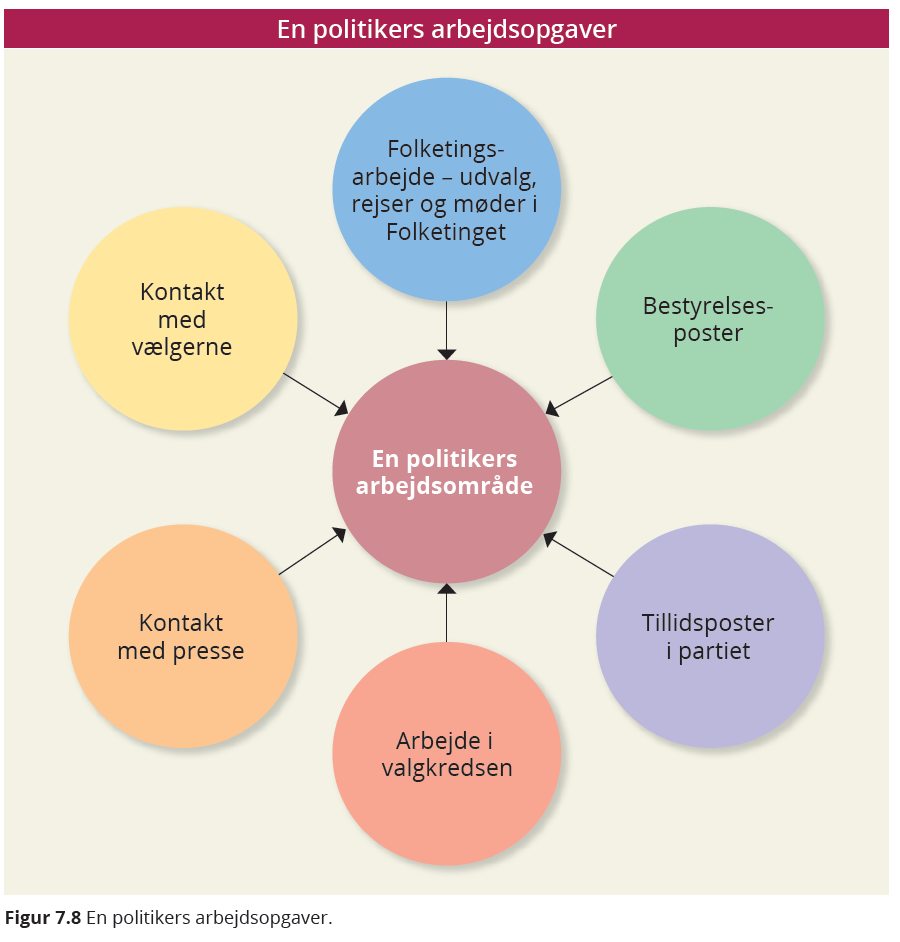 En politikers arbejdsopgaver
Folketings-
arbejde – udvalg,
rejser og møder i
Folketinget
Bestyrelses-
poster
Tillidsposter
i partiet
Arbejde i
valgkredsen
Kontakt
med presse
Kontakt
med
vælgerne
En politikers
arbejdsområde
Figur 7.8 En politikers arbejdsopgaver.